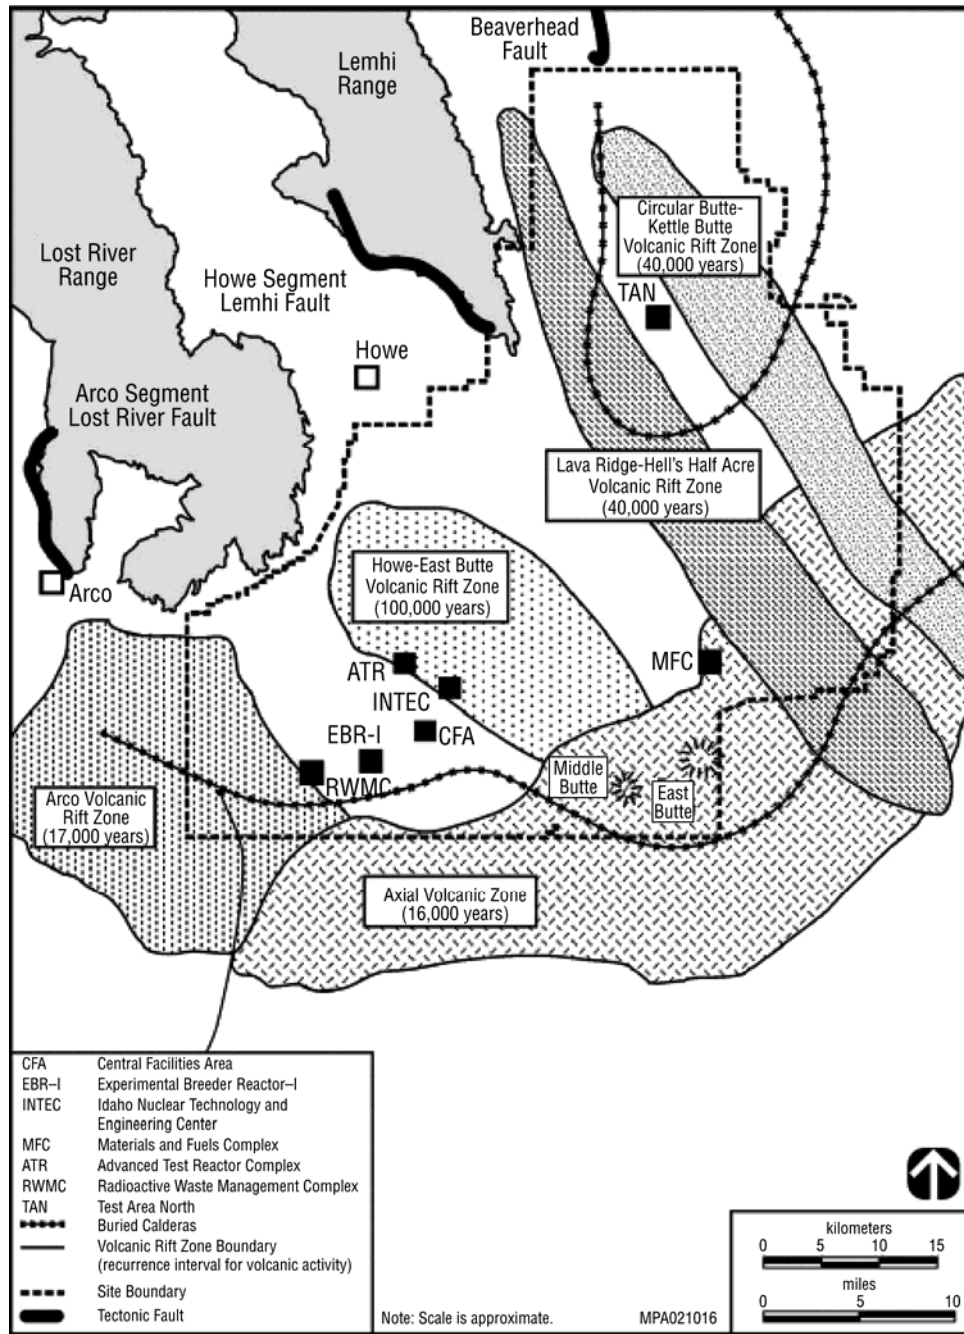 Beaverhead
Fault
Lemhi
Range
Circular Butte-
Kettle Butte
Volcanic Rift Zone
(40,000 years)
Lost River
Range
Howe Segment
Lemhi Fault
TAN
Howe
Arco Segment
Lost River Fault
Lava Ridge-Hell's Half Acre
Volcanic Rift Zone
(40,000 years)
Howe-East Butte
Volcanic Rift Zone
(100,000 years)
Arco
ATR
MFC
INTEC
EBR-I
CFA
RWMC
Middle
Butte
East
Butte
Arco Volcanic
Rift Zone
(17,000 years)
Axial Volcanic Zone
(16,000 years)
CFA Central Facilities Area
EBR–I Experimental Breeder Reactor–I
INTEC Idaho Nuclear Technology and
Engineering Center
MFC Materials and Fuels Complex
ATR Advanced Test Reactor Complex
RWMC Radioactive Waste Management Complex
TAN Test Area North
Buried Calderas
Volcanic Rift Zone Boundary
(recurrence interval for volcanic activity)
Site Boundary
Tectonic Fault
Note: Scale is approximate.
MPA021016
kilometers
0 5 10 15
miles
0 5 10